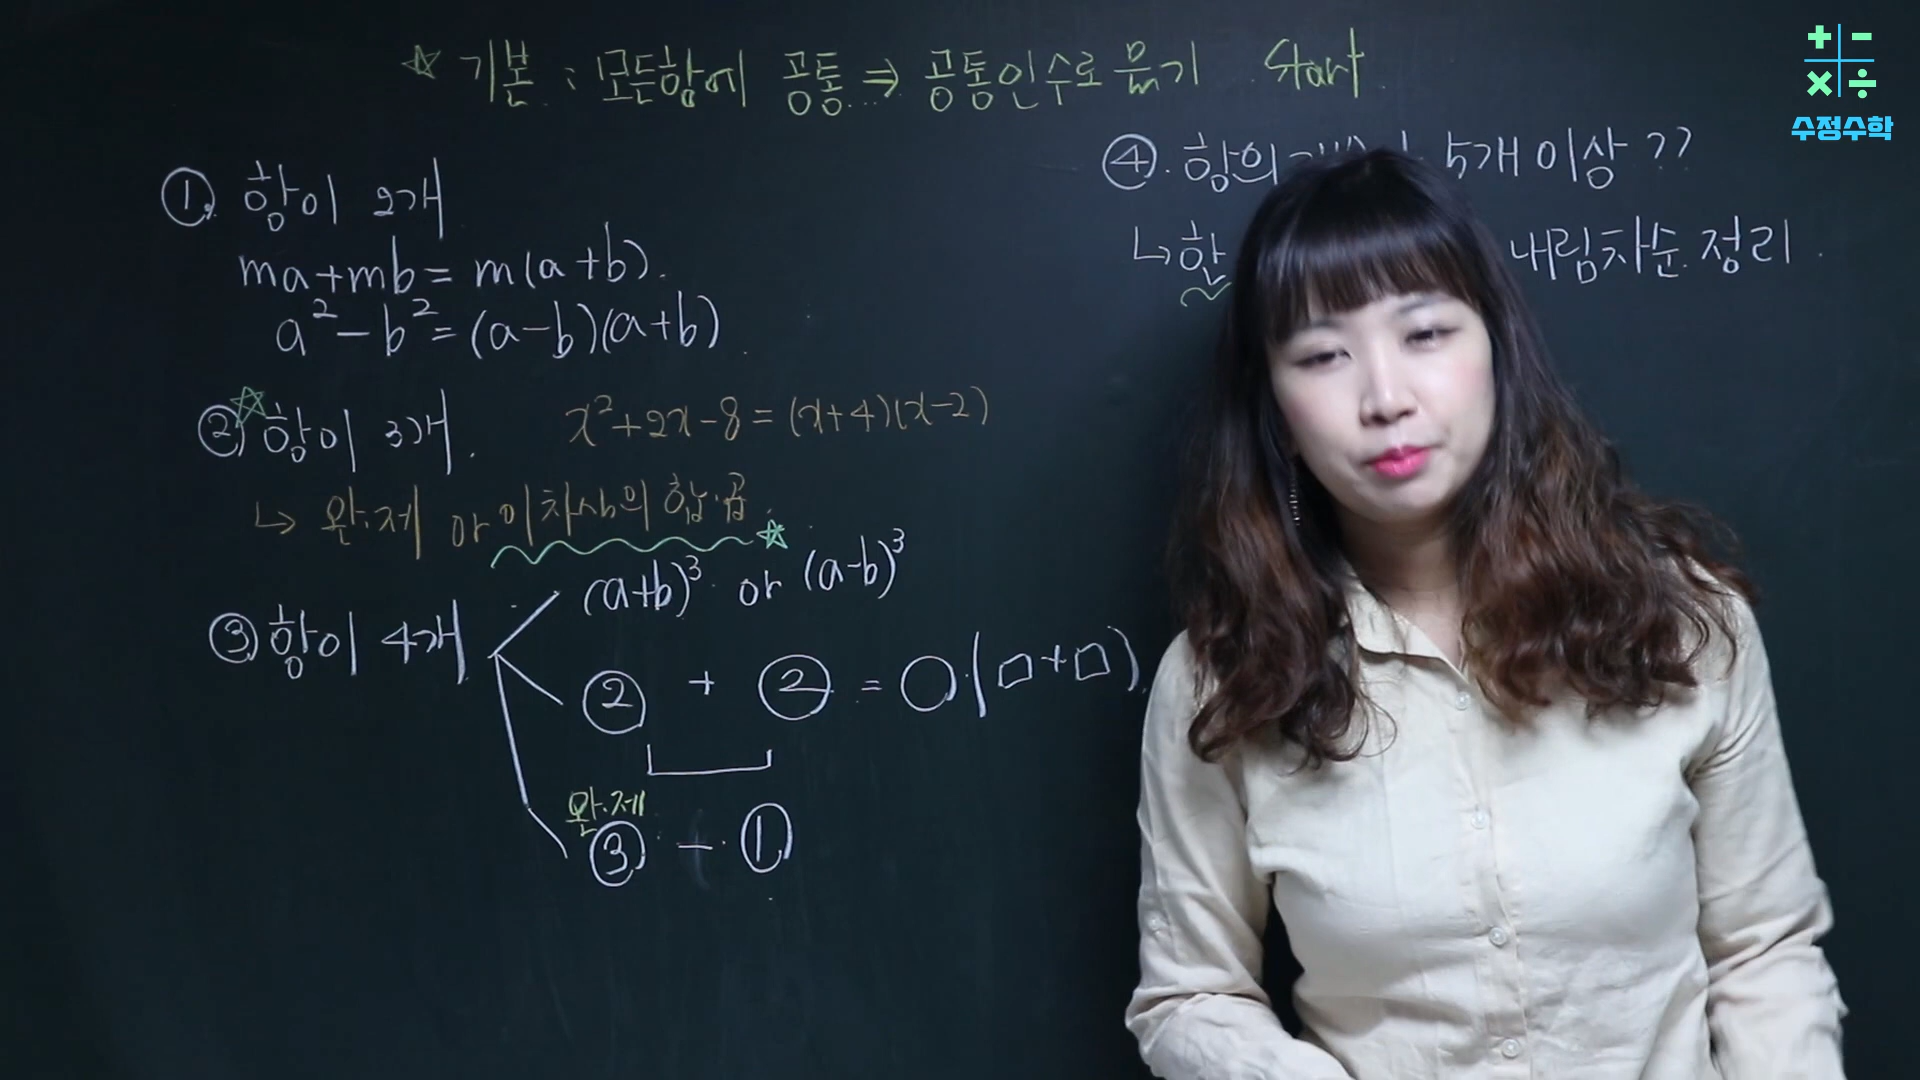 ☆ 기본 : 모든항에 공통 ⇒ 공통인수로 묶기 Start
① 항이 2개
ma+mb = m(a+b).
a²-b² = (a-b)(a+b)
②☆ 항이 3개. x²+2x-8 = (x+4)(x-2)
↳ 완.제 or 이차식의 합.곱 ☆
③ 항이 4개 (a+b)³ or (a-b)³
② + ② = ○(□+□)
완.제
③ - ①
④. 항의 5개 이상 ??
↳ 한 내림차순 정리.
+ - × ÷
수정수학